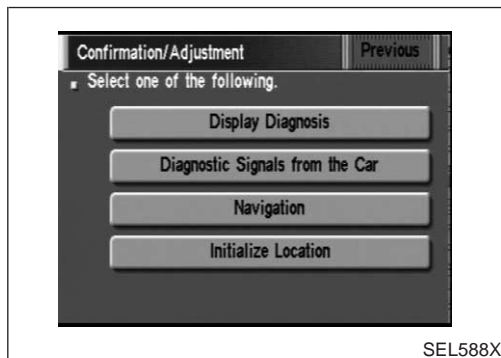 Confirmation/Adjustment Previous
Select one of the following.
Display Diagnosis
Diagnostic Signals from the Car
Navigation
Initialize Location
SEL588X